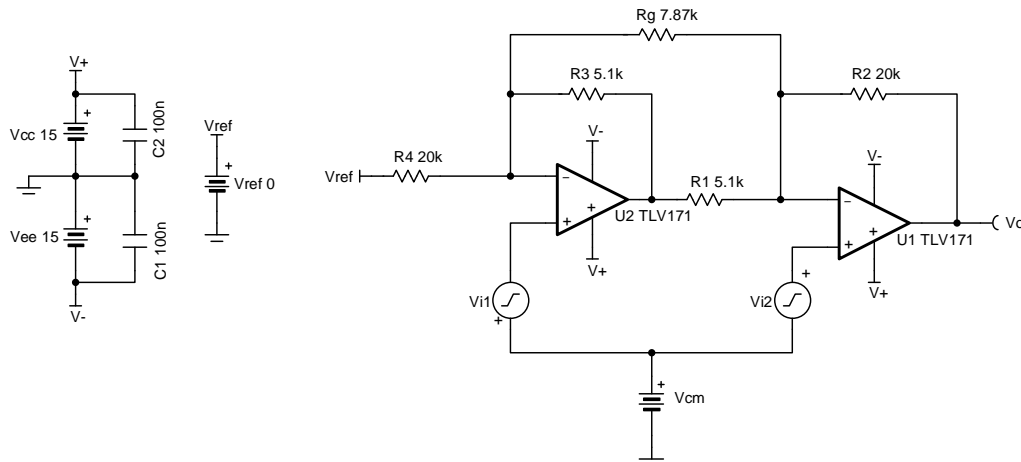 Rg 7.87k
R3 5.1k
R2 20k
V+
Vcc 15
C2 100n
Vref
Vref 0
V-
V-
Vref
R4 20k
R1 5.1k
U2 TLV171
U1 TLV171
Vo
Vee 15
C1 100n
V+
V+
Vi1
Vi2
V-
Vcm